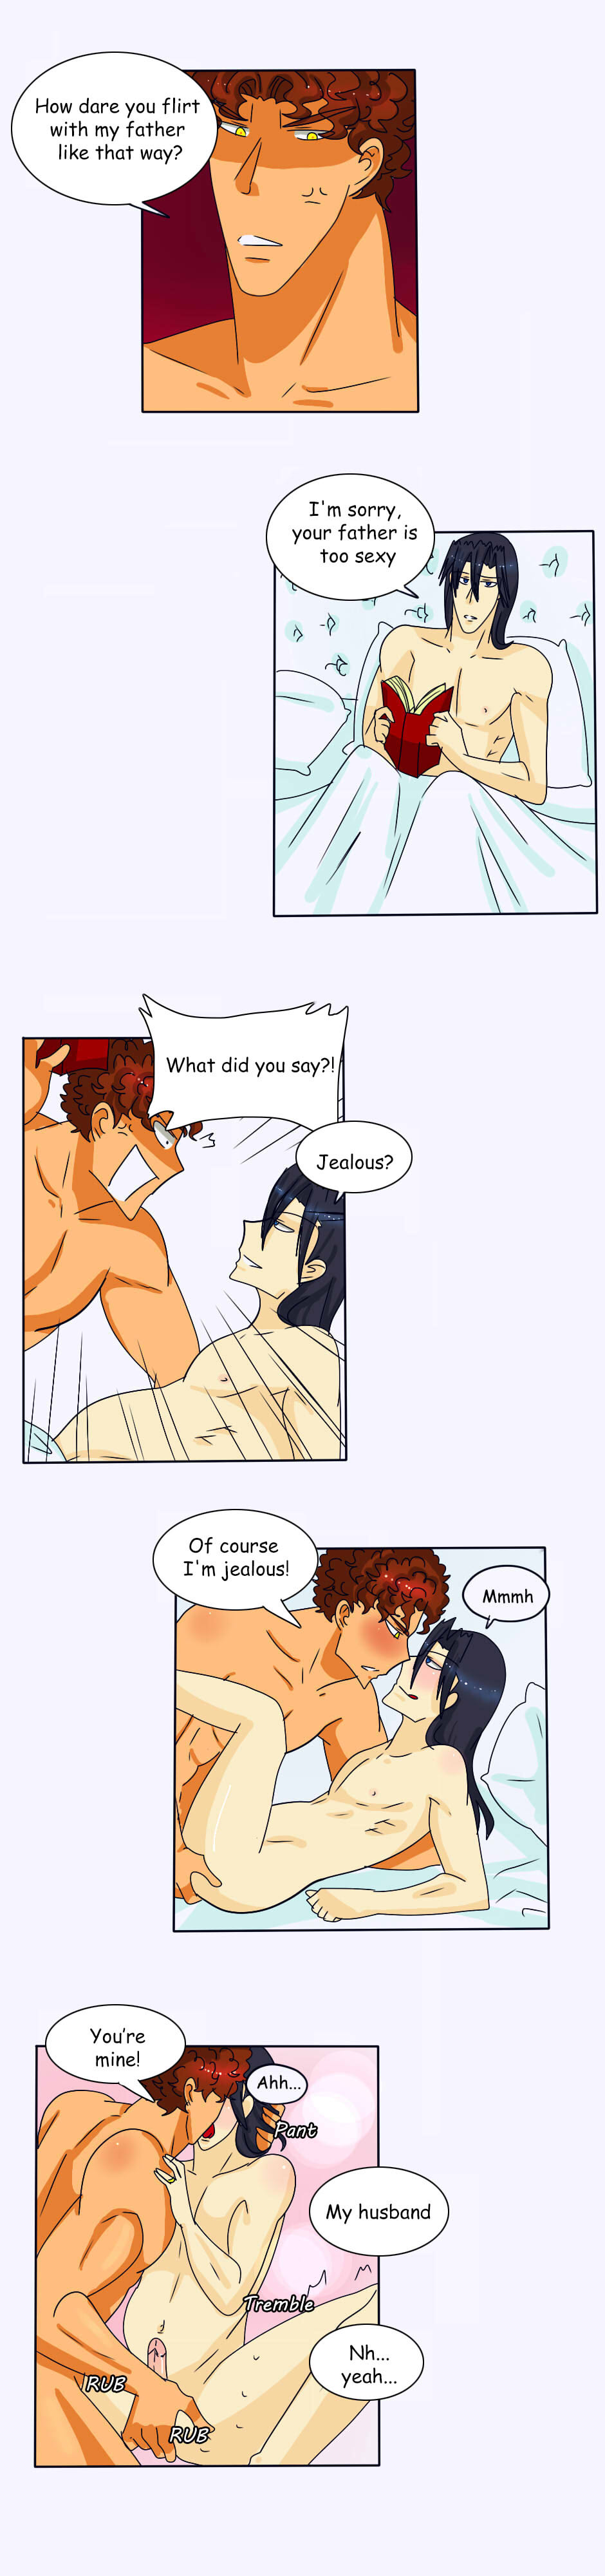 How dare you flirt
with my father
like that way?
I'm sorry,
your father is
too sexy
What did you say?!
Jealous?
Of course
I'm jealous!
Mmmh
You're
mine!
Ahh...
Pant
My husband
Tremble
Nh...
yeah...
RUB
RUB